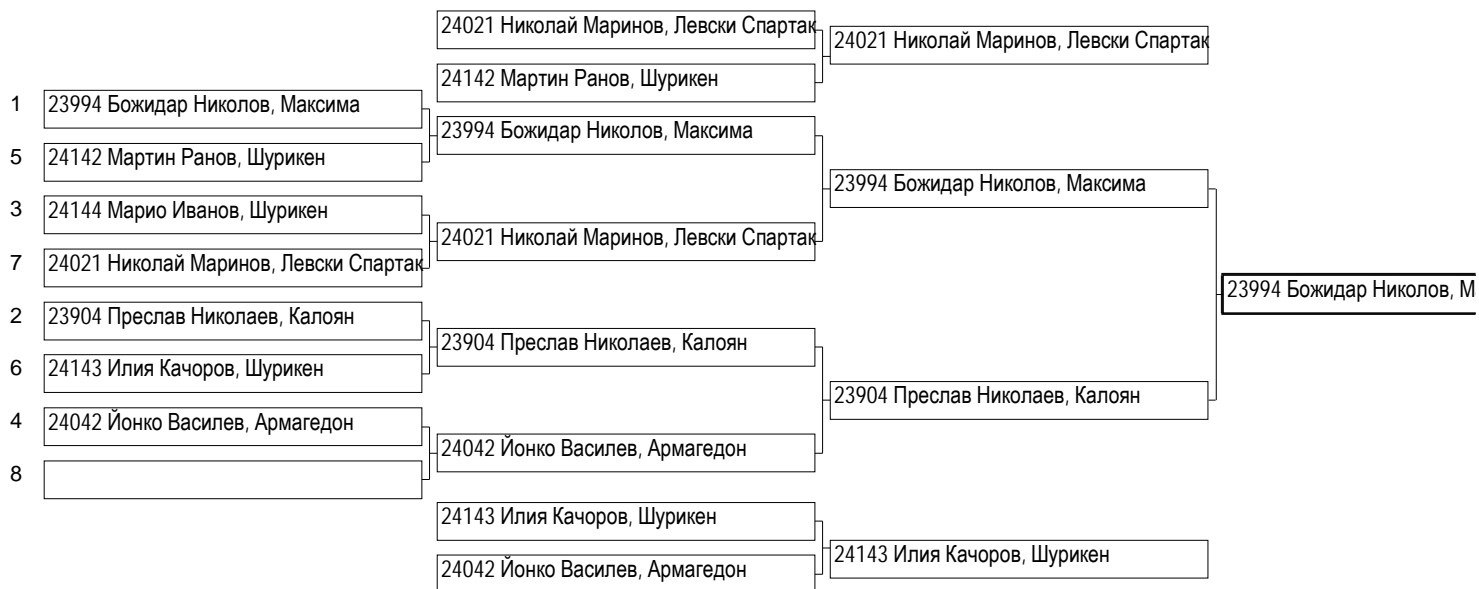 24021 Николай Маринов, Левски Спартак
24021 Николай Маринов, Левски Спартак
24142 Мартин Ранов, Шурикен
1 23994 Божидар Николов, Максима
23994 Божидар Николов, Максима
5 24142 Мартин Ранов, Шурикен
23994 Божидар Николов, Максима
3 24144 Марио Иванов, Шурикен
24021 Николай Маринов, Левски Спартак
7 24021 Николай Маринов, Левски Спартак
23994 Божидар Николов, М
2 23904 Преслав Николаев, Калоян
23904 Преслав Николаев, Калоян
6 24143 Илия Качоров, Шурикен
23904 Преслав Николаев, Калоян
4 24042 Йонко Василев, Армагедон
24042 Йонко Василев, Армагедон
8
24143 Илия Качоров, Шурикен
24143 Илия Качоров, Шурикен
24042 Йонко Василев, Армагедон